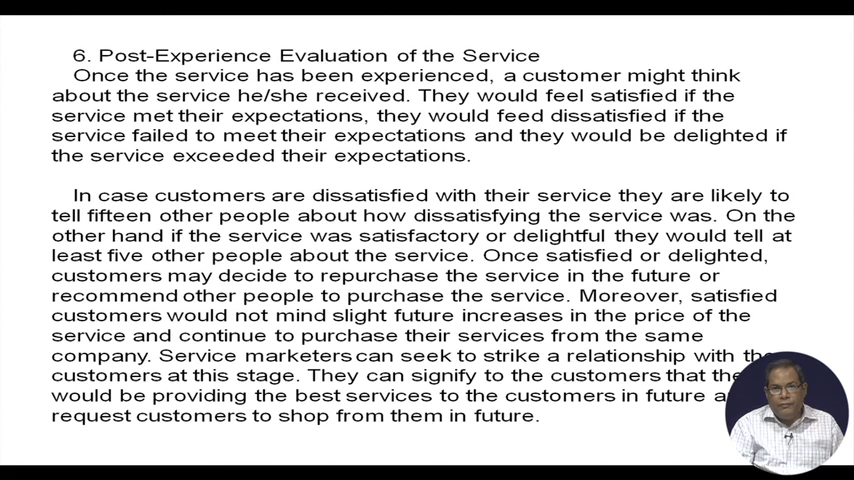 6. Post-Experience Evaluation of the Service
Once the service has been experienced, a customer might think
about the service he/she received. They would feel satisfied if the
service met their expectations, they would feed dissatisfied if the
service failed to meet their expectations and they would be delighted if
the service exceeded their expectations.
In case customers are dissatisfied with their service they are likely to
tell fifteen other people about how dissatisfying the service was. On the
other hand if the service was satisfactory or delightful they would tell at
least five other people about the service. Once satisfied or delighted,
customers may decide to repurchase the service in the future or
recommend other people to purchase the service. Moreover, satisfied
customers would not mind slight future increases in the price of the
service and continue to purchase their services from the same
company. Service marketers can seek to strike a relationship with the
customers at this stage. They can signify to the customers that
would be providing the best services to the customers in future
request customers to shop from them in future.